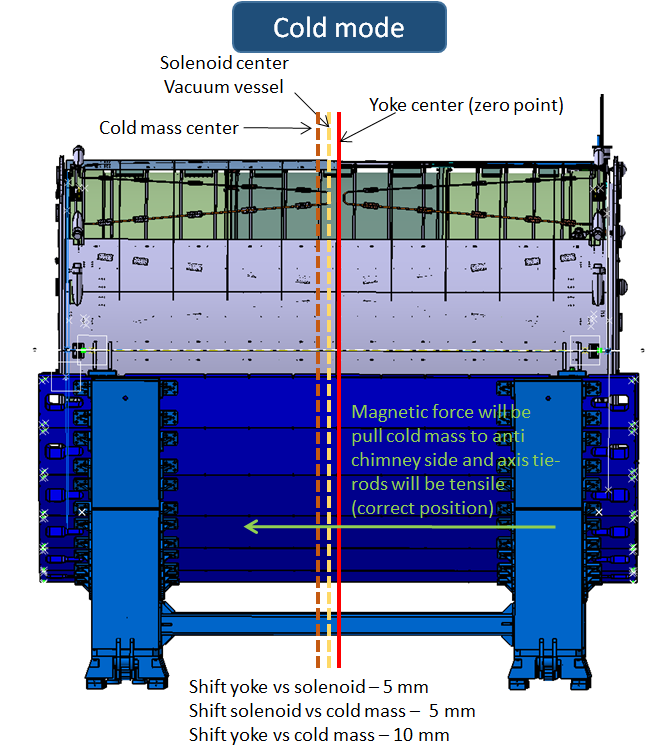 Cold mode
Solenoid center
Vacuum vessel
Yoke center (zero point)
Cold mass center
Magnetic force will be
pull cold mass to anti
chimney side and axis tie-
rods will be tensile
(correct position)
Shift yoke vs solenoid – 5 mm
Shift solenoid vs cold mass – 5 mm
Shift yoke vs cold mass – 10 mm